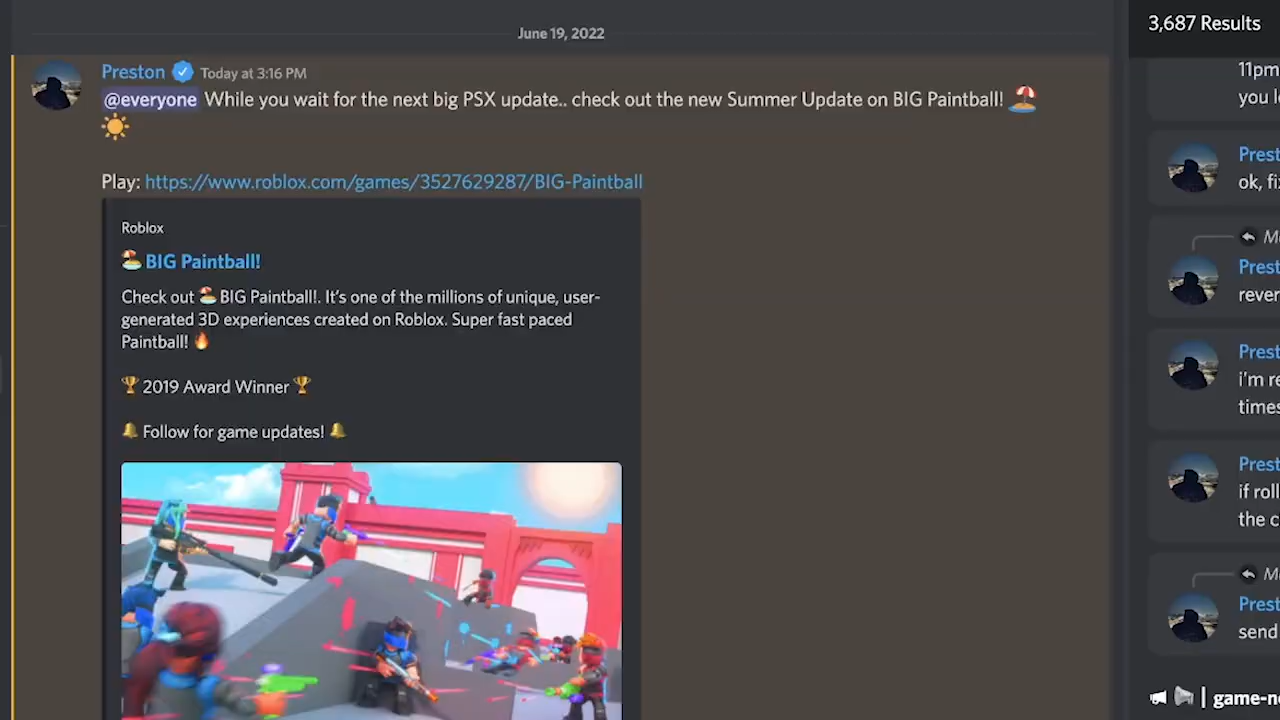 June 19, 2022
Preston Today at 3:16 PM
@everyone While you wait for the next big PSX update.. check out the new Summer Update on BIG Paintball! 🏖️
☀️
Play: https://www.roblox.com/games/3527629287/BIG-Paintball
Roblox
🏖️ BIG Paintball!
Check out 🏖️ BIG Paintball!. It's one of the millions of unique, user-
generated 3D experiences created on Roblox. Super fast paced
Paintball! 🔥
🏆 2019 Award Winner 🏆
🔔 Follow for game updates! 🔔
3,687 Results
11pm
you
Prest
ok,
Prest
rever
Prest
i'm re
times
Prest
if roll
the c
Prest
send
| game-n